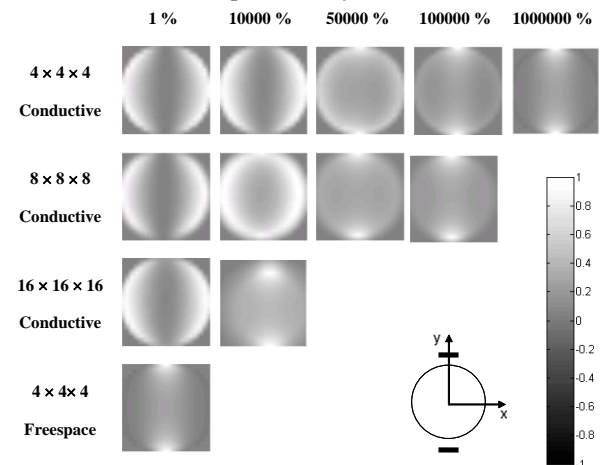 1 % 10000 % 50000 % 100000 % 1000000 %
4 × 4 × 4
Conductive
8 × 8 × 8
Conductive
16 × 16 × 16
Conductive
4 × 4× 4
Freespace
y
x
1
0.8
0.6
0.4
0.2
0
-0.2
-0.4
-0.6
-0.8
-1